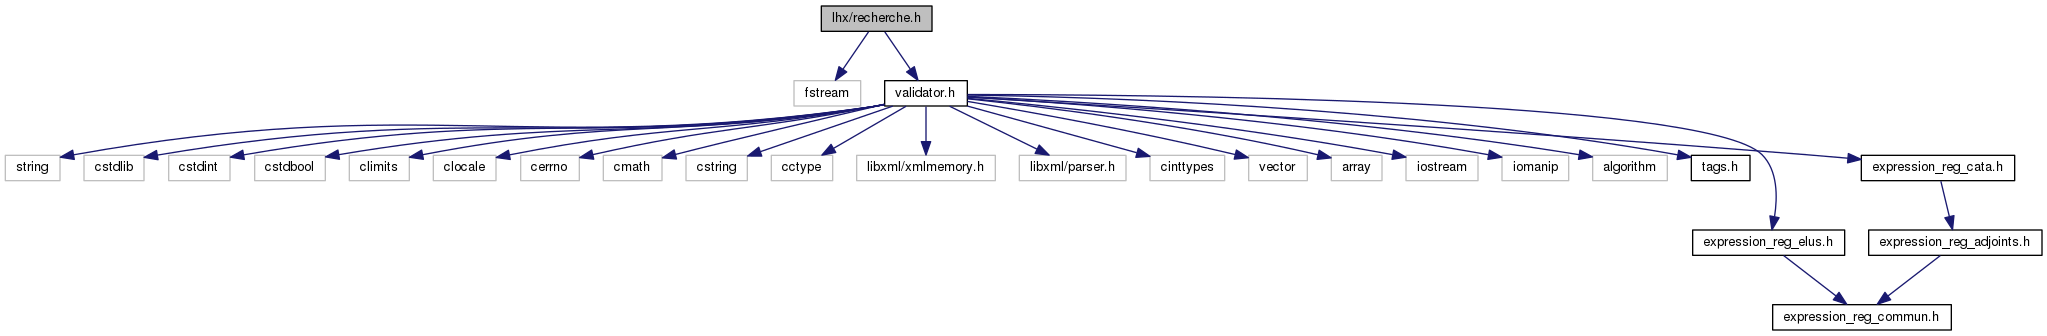 lhx/recherche.h
fstream
validator.h
string
cstdlib
cstdint
cstdbool
climits
clocale
cerrno
cmath
cstring
cctype
libxml/xmlmemory.h
libxml/parser.h
cinttypes
vector
array
iostream
iomanip
algorithm
tags.h
expression_reg_cata.h
expression_reg_elus.h
expression_reg_adjoints.h
expression_reg_commun.h